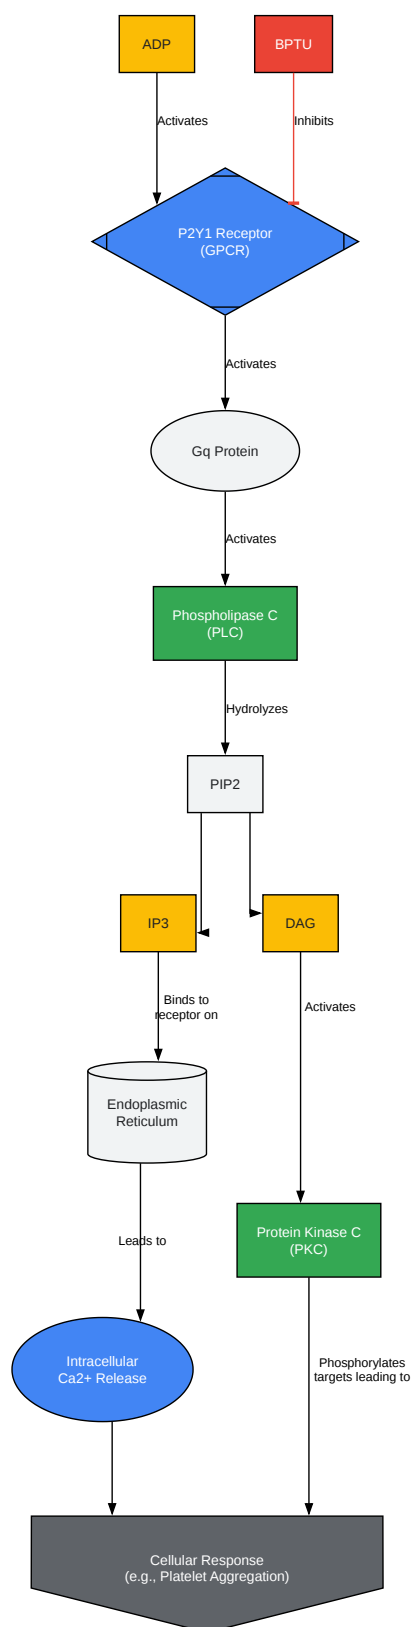 ADP
BPTU
Activates
Inhibits
P2Y1 Receptor
(GPCR)
Activates
Gq Protein
Activates
Phospholipase C
(PLC)
Hydrolyzes
PIP2
IP3
DAG
Binds to
receptor on
Activates
Endoplasmic
Reticulum
Protein Kinase C
(PKC)
Leads to
Intracellular
Ca2+ Release
Phosphorylates
targets leading to
Cellular Response
(e.g., Platelet Aggregation)